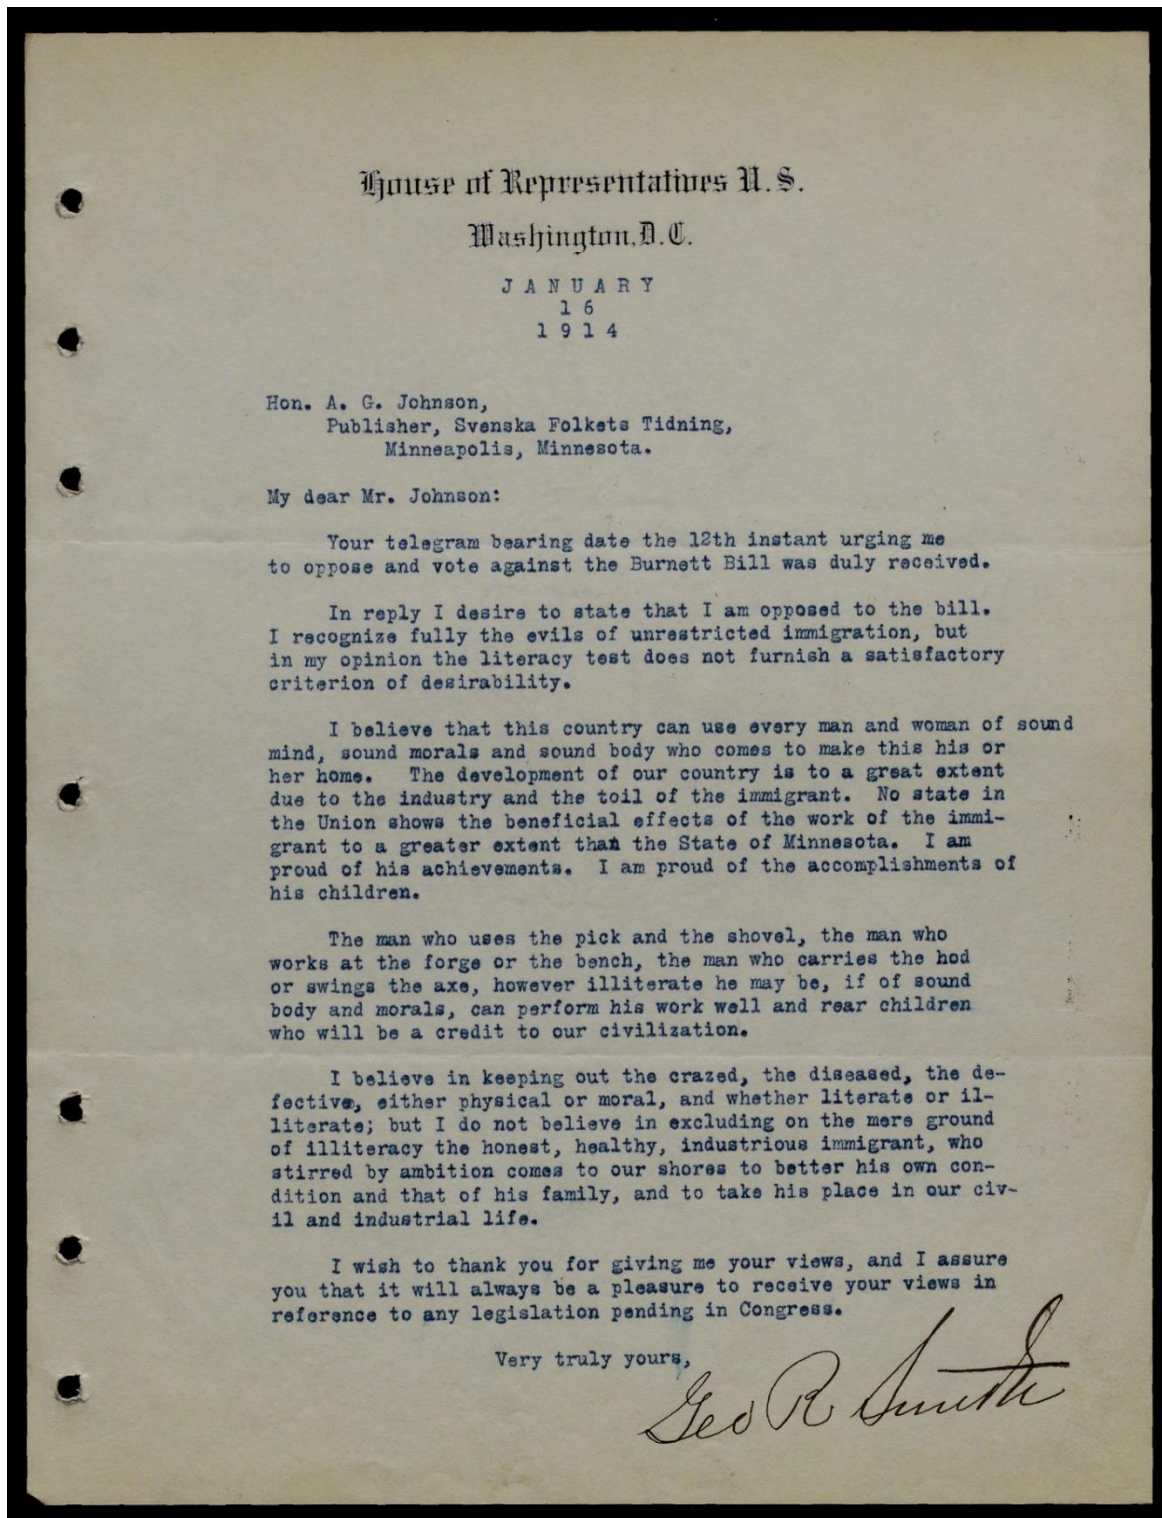 House of Representatives U.S.
Washington, D.C.
JANUARY
16
1914
Hon. A. G. Johnson,
Publisher, Svenska Folkets Tidning,
Minneapolis, Minnesota.
My dear Mr. Johnson:
Your telegram bearing date the 12th instant urging me
to oppose and vote against the Burnett Bill was duly received.
In reply I desire to state that I am opposed to the bill.
I recognize fully the evils of unrestricted immigration, but
in my opinion the literacy test does not furnish a satisfactory
criterion of desirability.
I believe that this country can use every man and woman of sound
mind, sound morals and sound body who comes to make this his or
her home. The development of our country is to a great extent
due to the industry and the toil of the immigrant. No state in
the Union shows the beneficial effects of the work of the immi-
grant to a greater extent than the State of Minnesota. I am
proud of his achievements. I am proud of the accomplishments of
his children.
The man who uses the pick and the shovel, the man who
works at the forge or the bench, the man who carries the hod
or swings the axe, however illiterate he may be, if of sound
body and morals, can perform his work well and rear children
who will be a credit to our civilization.
I believe in keeping out the crazed, the diseased, the de-
fective, either physical or moral, and whether literate or il-
literate; but I do not believe in excluding on the mere ground
of illiteracy the honest, healthy, industrious immigrant, who
stirred by ambition comes to our shores to better his own con-
dition and that of his family, and to take his place in our civ-
il and industrial life.
I wish to thank you for giving me your views, and I assure
you that it will always be a pleasure to receive your views in
reference to any legislation pending in Congress.
Very truly yours,
Geo R Smith